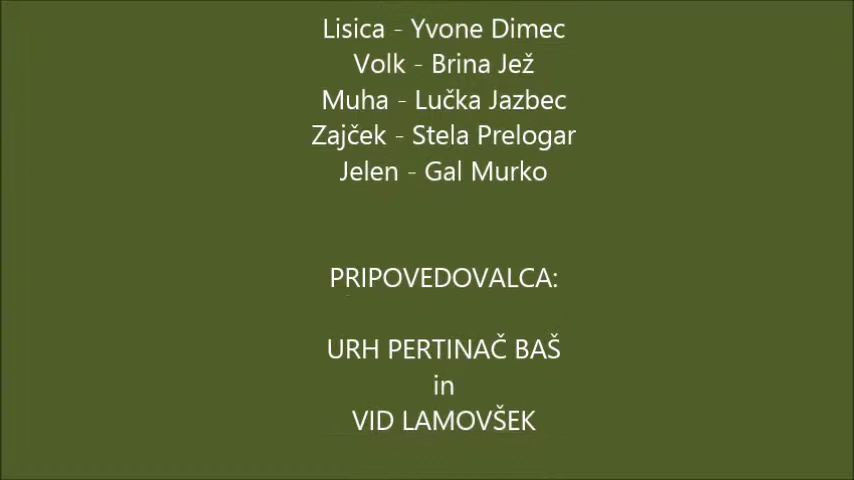 Lisica - Yvone Dimec
Volk - Brina Jež
Muha - Lučka Jazbec
Zajček - Stela Prelogar
Jelen - Gal Murko
PRIPOVEDOVALCA:
URH PERTINAČ BAŠ
in
VID LAMOVŠEK